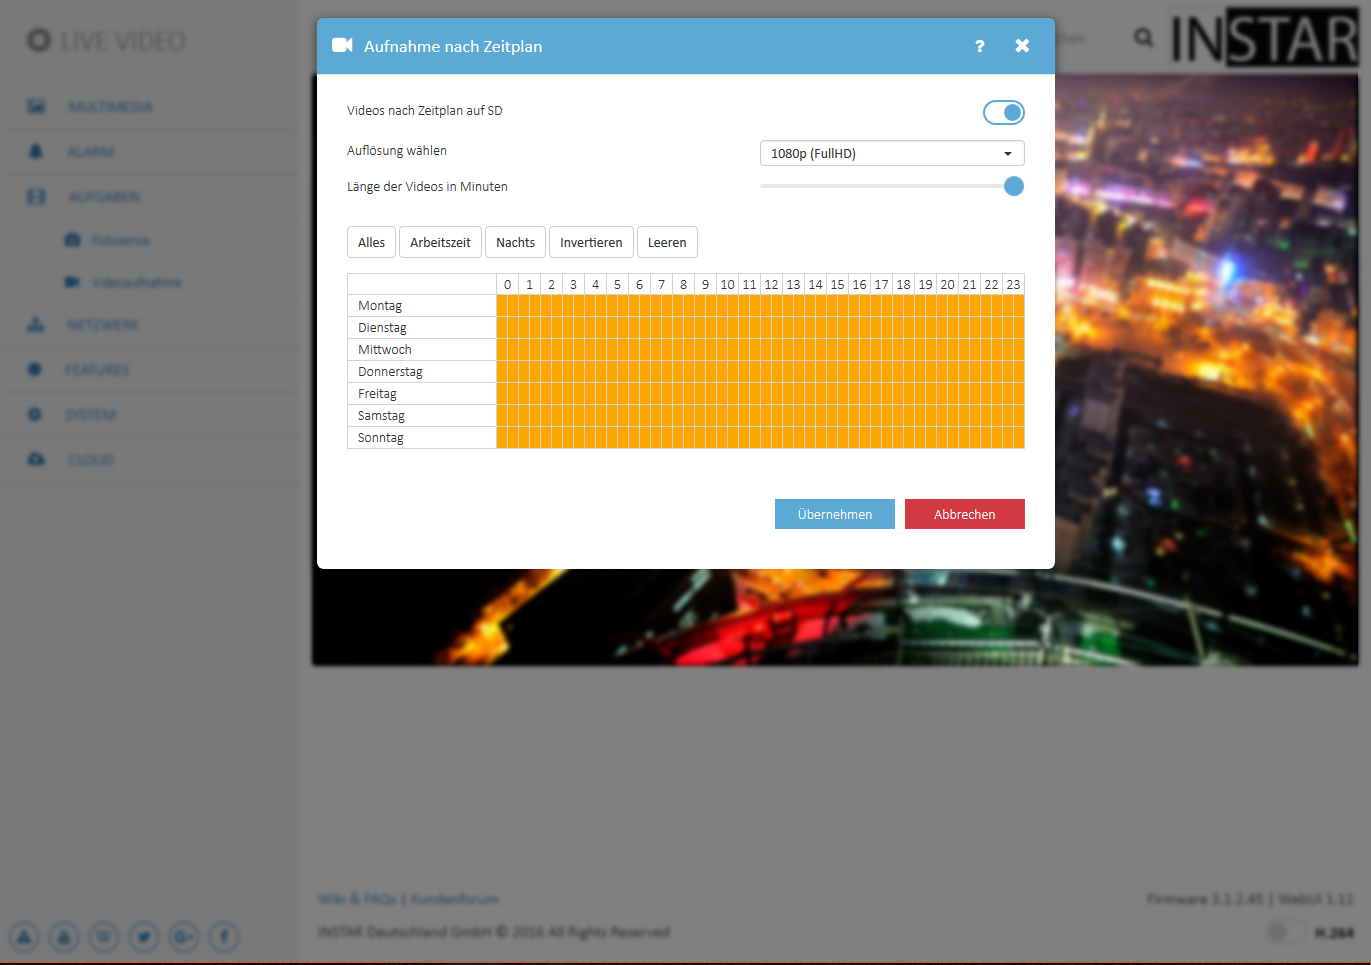 LIVE VIDEO
MULTIMEDIA
ALARM
AUFGABEN
Fotoserie
Videoaufnahme
NETZWERK
FEATURES
SYSTEM
CLOUD
INSTAR
Aufnahme nach Zeitplan ?
Videos nach Zeitplan auf SD
Auflösung wählen 1080p (FullHD)
Länge der Videos in Minuten
Alles Arbeitszeit Nachts Invertieren Leeren
0 1 2 3 4 5 6 7 8 9 10 11 12 13 14 15 16 17 18 19 20 21 22 23
Montag
Dienstag
Mittwoch
Donnerstag
Freitag
Samstag
Sonntag
Übernehmen Abbrechen
Wiki & FAQs | Kundenforum
Firmware 3.1.2.45 | WebUI 1.11
INSTAR Deutschland GmbH © 2016 All Rights Reserved
H.264